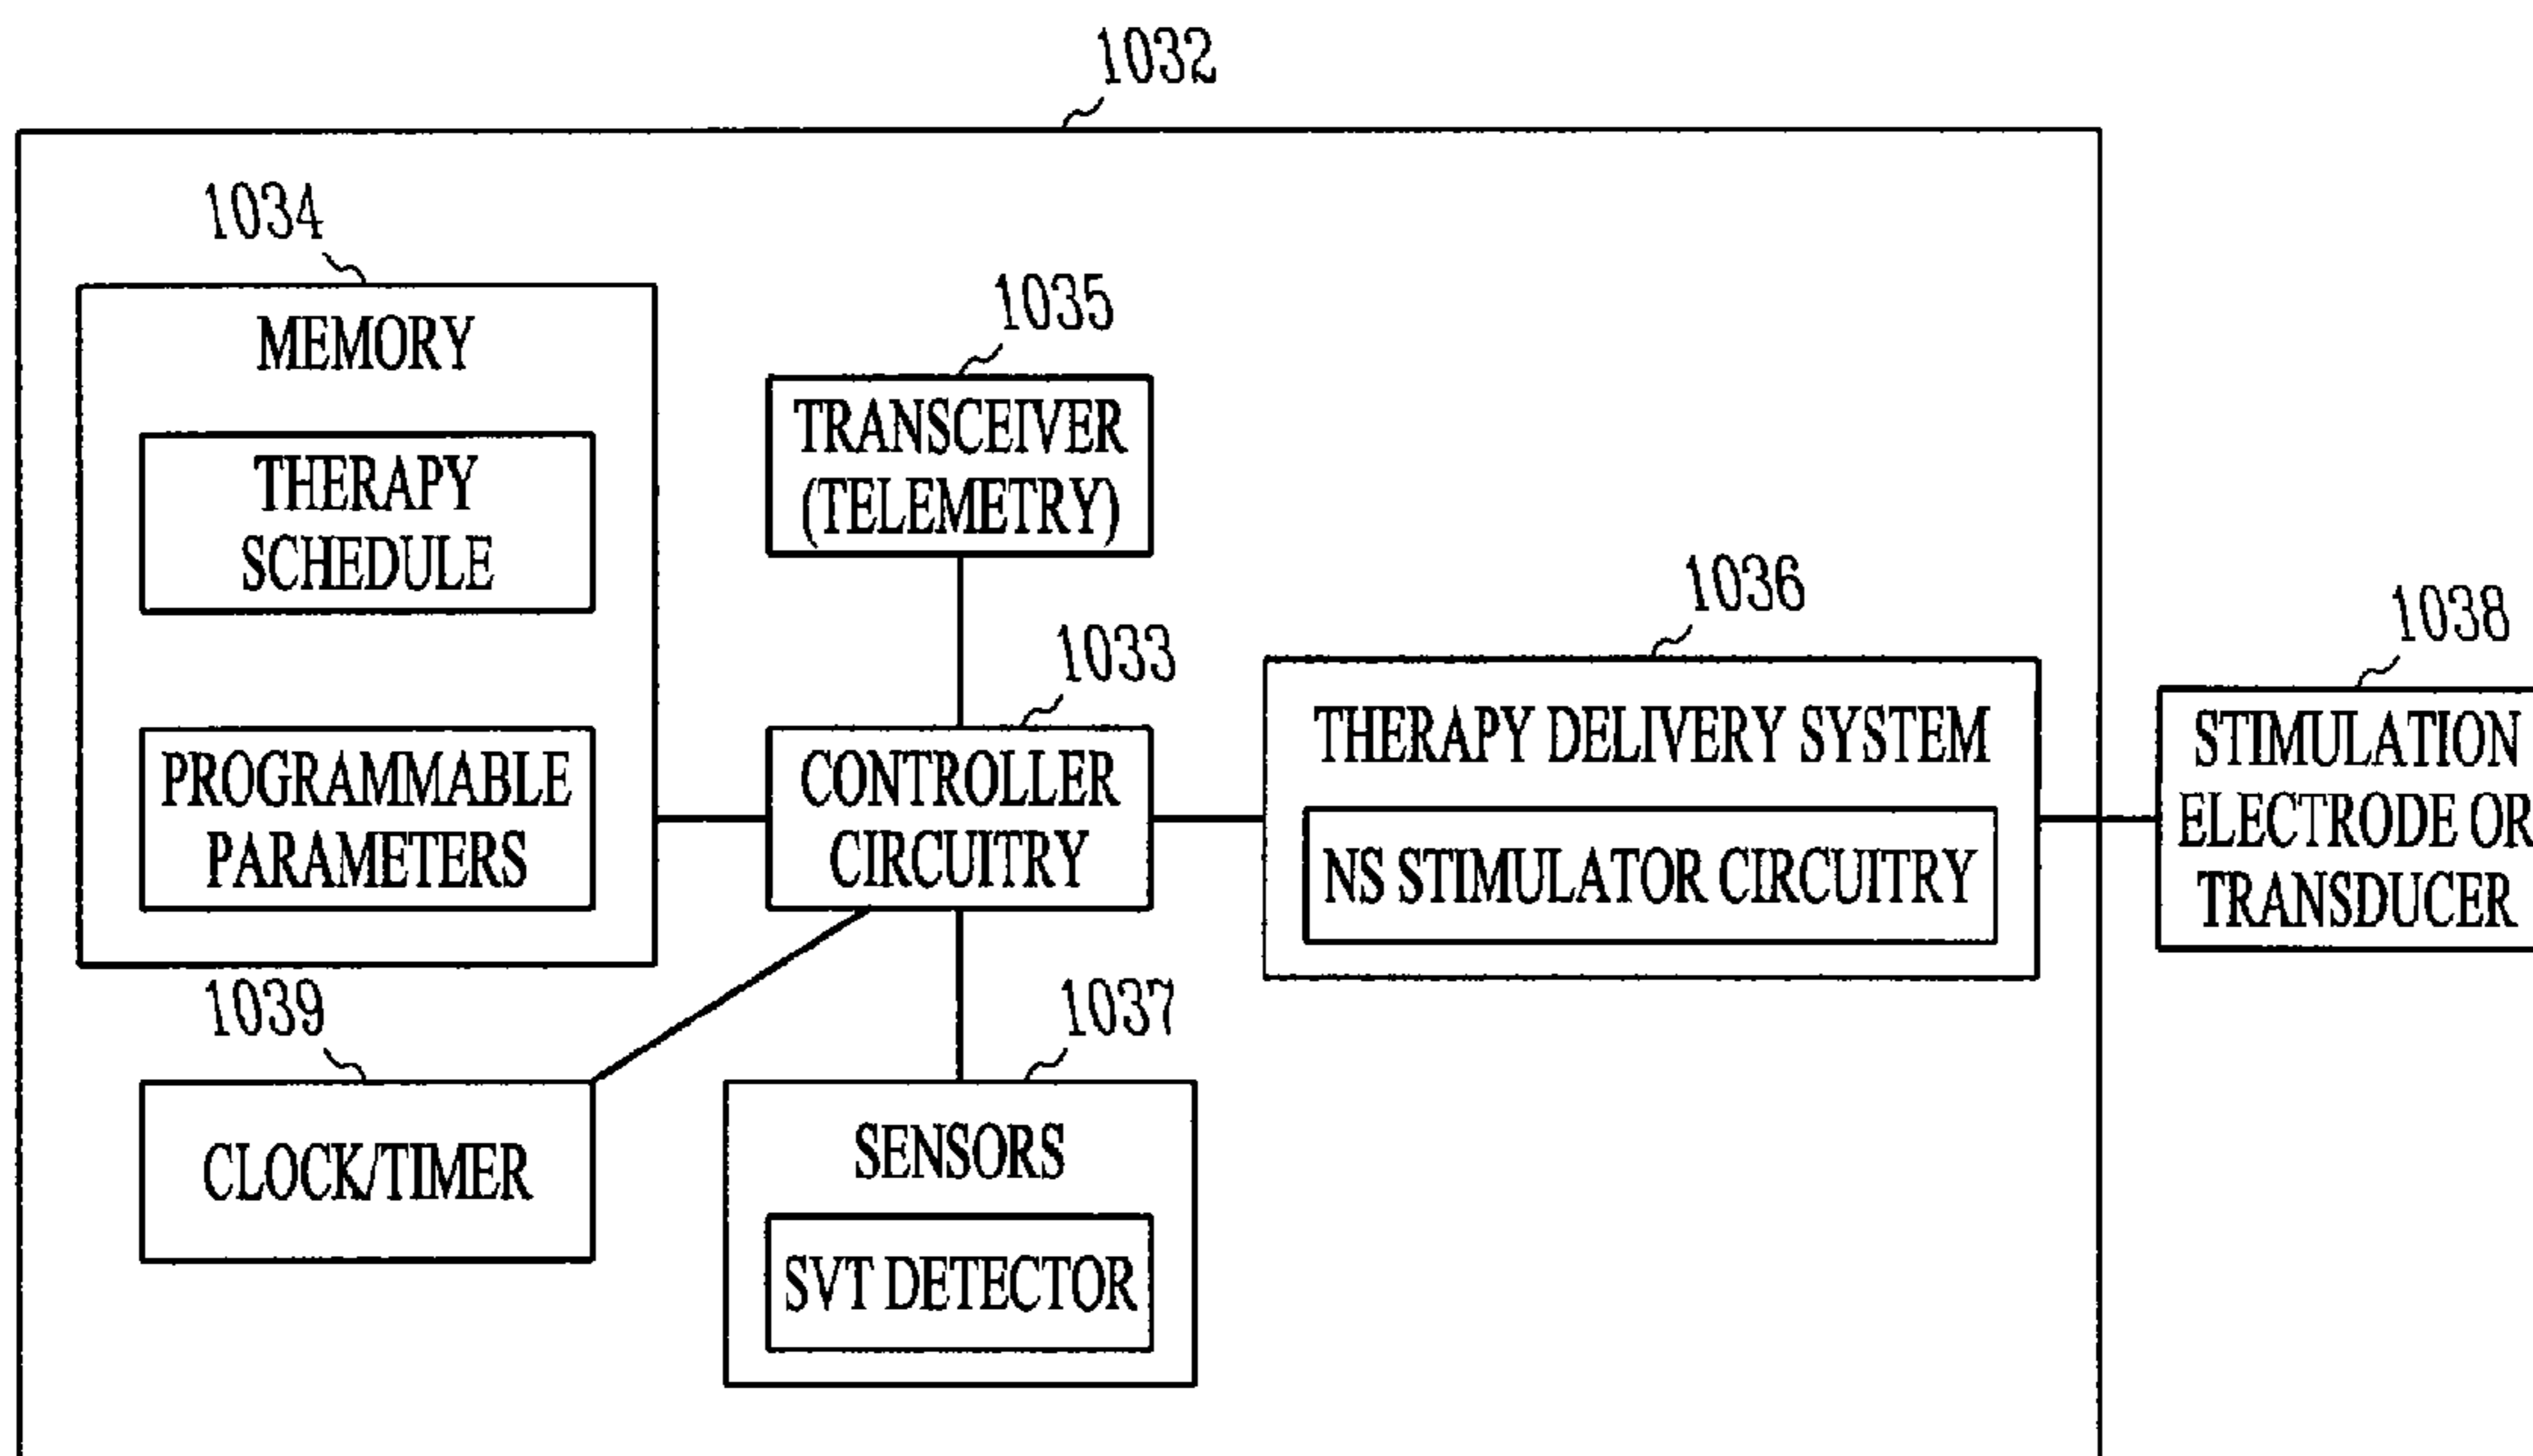 1032
1034
MEMORY
THERAPY
SCHEDULE
PROGRAMMABLE
PARAMETERS
1035
TRANSCEIVER
(TELEMETRY)
1033
CONTROLLER
CIRCUITRY
1036
THERAPY DELIVERY SYSTEM
NS STIMULATOR CIRCUITRY
1038
STIMULATION
ELECTRODE OR
TRANSDUCER
1039
CLOCK/TIMER
1037
SENSORS
SVT DETECTOR